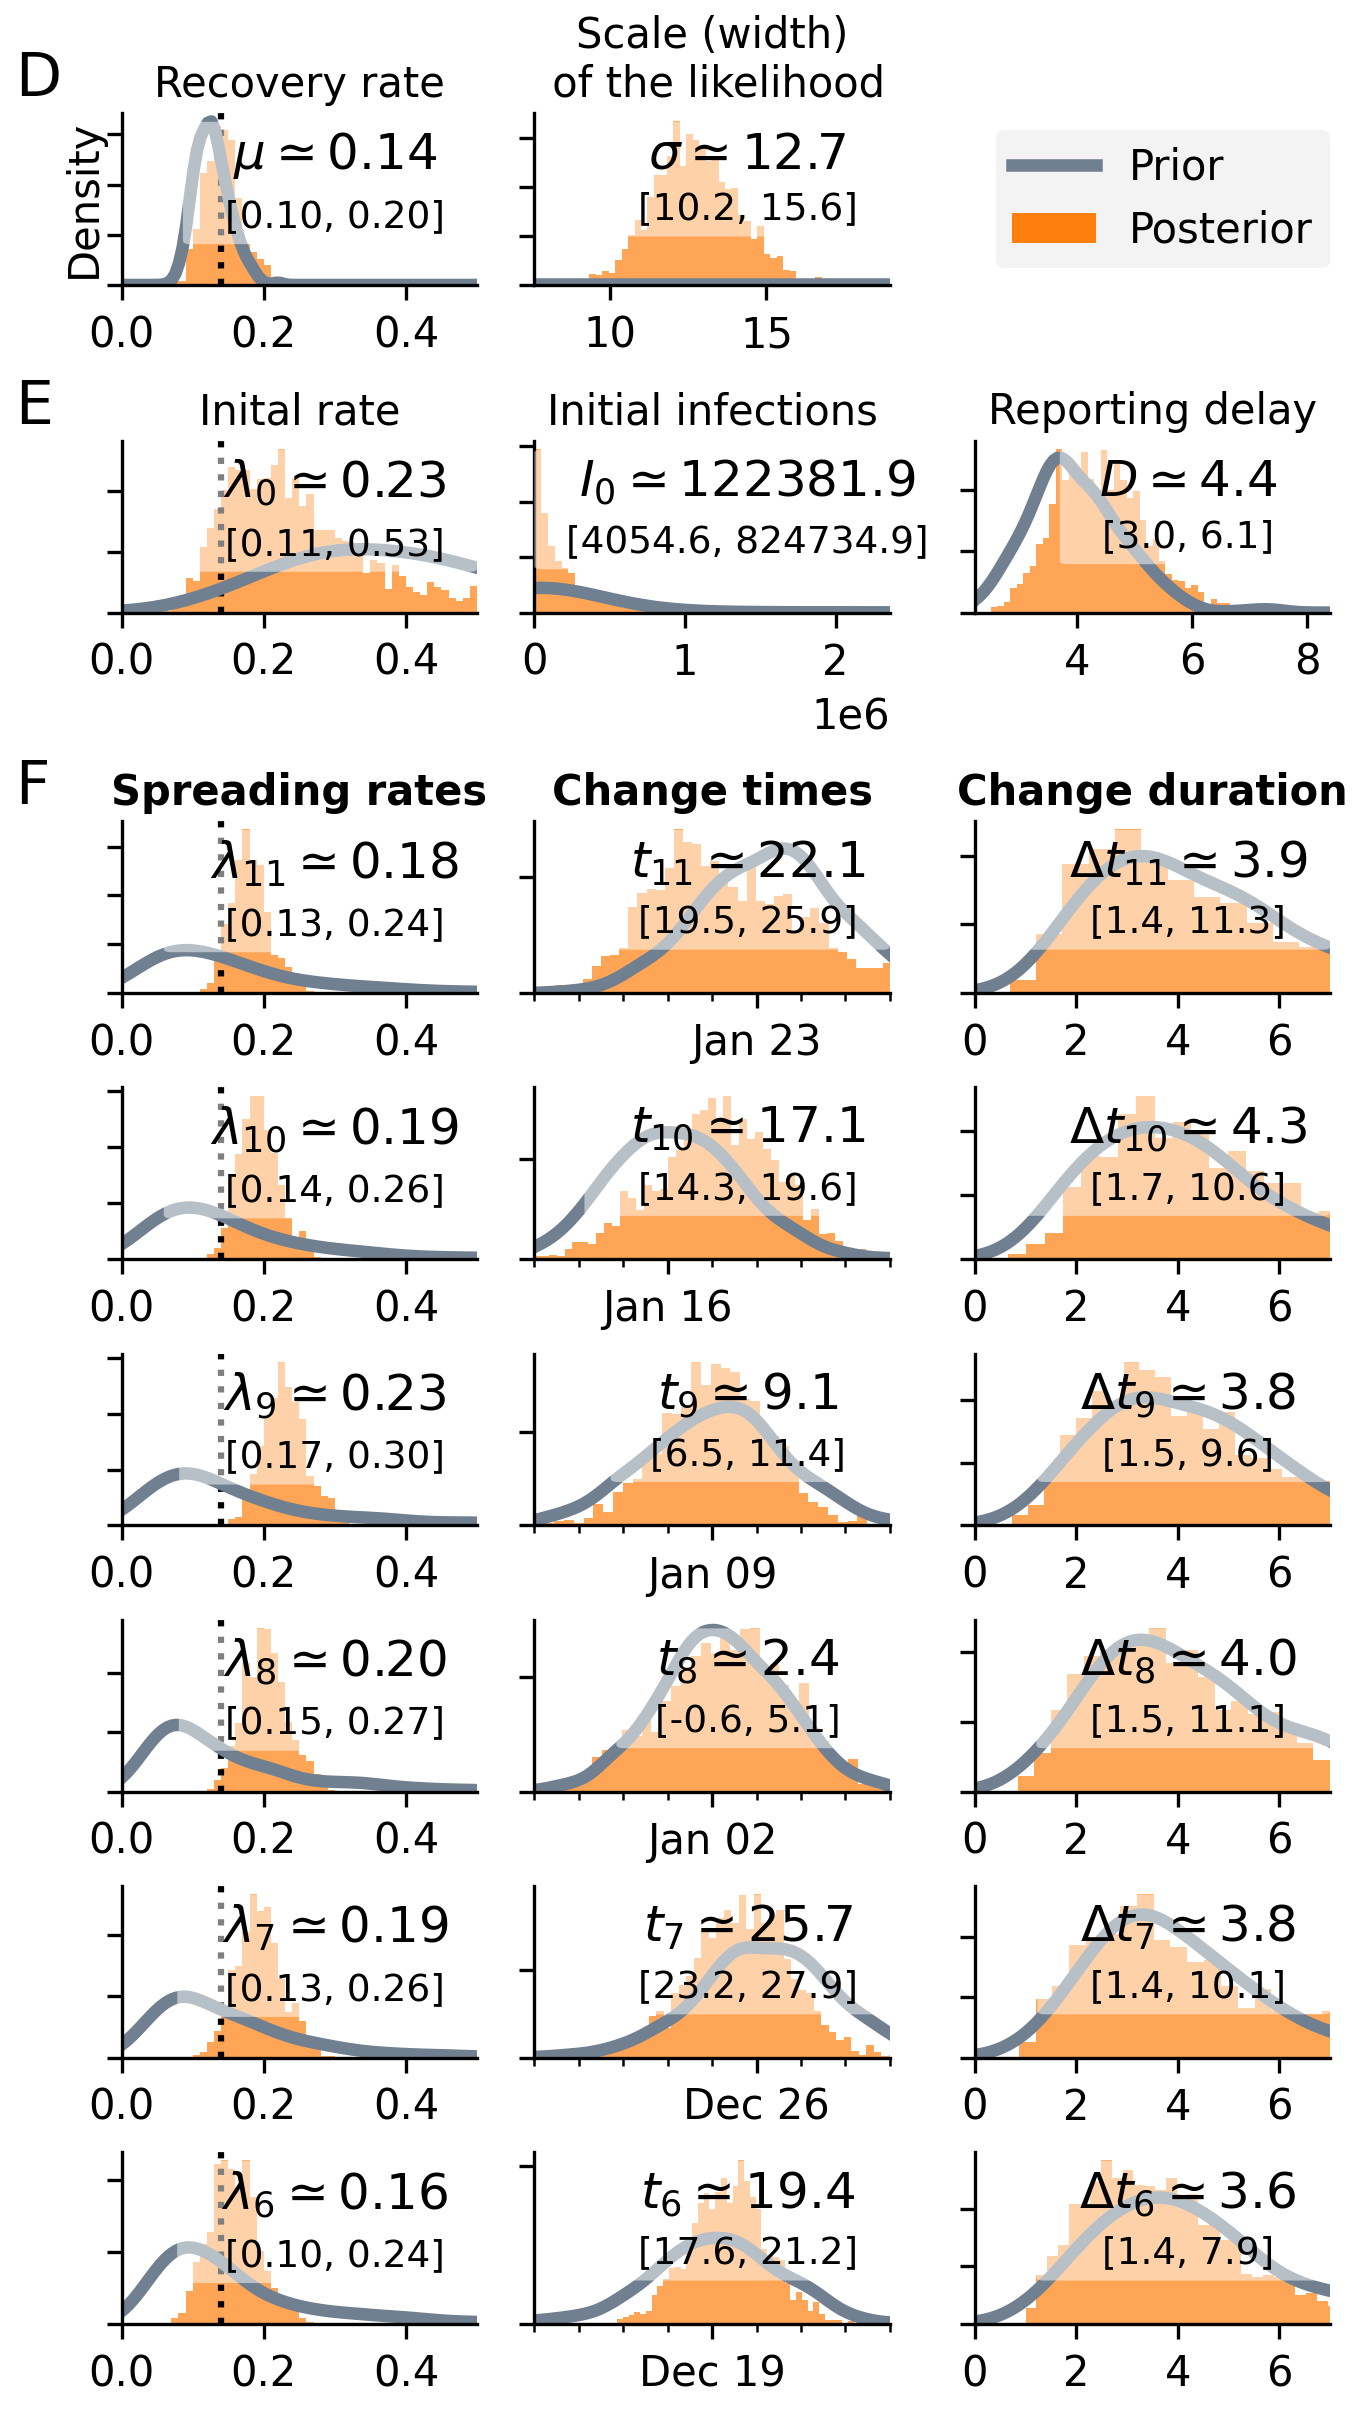 D
Recovery rate
Scale (width)
of the likelihood
Density
μ ≃ 0.14
[0.10, 0.20]
σ ≃ 12.7
[10.2, 15.6]
Prior
Posterior
0.0 0.2 0.4
10 15
E
Inital rate
Initial infections
Reporting delay
λ0 ≃ 0.23
[0.11, 0.53]
I0 ≃ 122381.9
[4054.6, 824734.9]
D ≃ 4.4
[3.0, 6.1]
0.0 0.2 0.4
0 1 2
1e6
4 6 8
F
Spreading rates
Change times
Change duration
λ11 ≃ 0.18
[0.13, 0.24]
t11 ≃ 22.1
[19.5, 25.9]
Δt11 ≃ 3.9
[1.4, 11.3]
0.0 0.2 0.4
Jan 23
0 2 4 6
λ10 ≃ 0.19
[0.14, 0.26]
t10 ≃ 17.1
[14.3, 19.6]
Δt10 ≃ 4.3
[1.7, 10.6]
0.0 0.2 0.4
Jan 16
0 2 4 6
λ9 ≃ 0.23
[0.17, 0.30]
t9 ≃ 9.1
[6.5, 11.4]
Δt9 ≃ 3.8
[1.5, 9.6]
0.0 0.2 0.4
Jan 09
0 2 4 6
λ8 ≃ 0.20
[0.15, 0.27]
t8 ≃ 2.4
[-0.6, 5.1]
Δt8 ≃ 4.0
[1.5, 11.1]
0.0 0.2 0.4
Jan 02
0 2 4 6
λ7 ≃ 0.19
[0.13, 0.26]
t7 ≃ 25.7
[23.2, 27.9]
Δt7 ≃ 3.8
[1.4, 10.1]
0.0 0.2 0.4
Dec 26
0 2 4 6
λ6 ≃ 0.16
[0.10, 0.24]
t6 ≃ 19.4
[17.6, 21.2]
Δt6 ≃ 3.6
[1.4, 7.9]
0.0 0.2 0.4
Dec 19
0 2 4 6